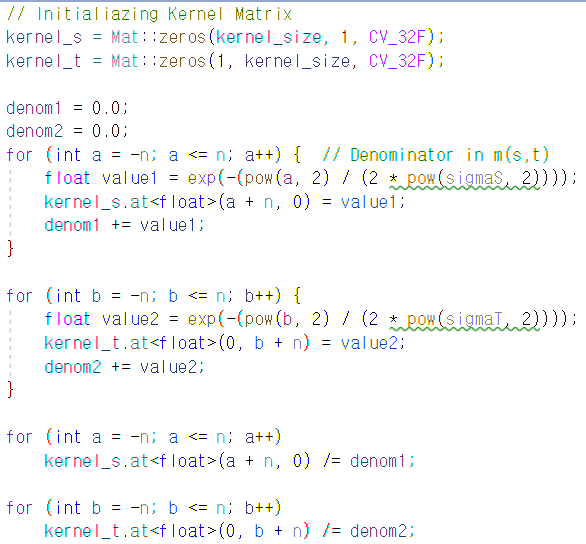 // Initialiazing Kernel Matrix
kernel_s = Mat::zeros(kernel_size, 1, CV_32F);
kernel_t = Mat::zeros(1, kernel_size, CV_32F);
denom1 = 0.0;
denom2 = 0.0;
for (int a = -n; a <= n; a++) {  // Denominator in m(s,t)
    float value1 = exp(-(pow(a, 2) / (2 * pow(sigmaS, 2))));
    kernel_s.at<float>(a + n, 0) = value1;
    denom1 += value1;
}
for (int b = -n; b <= n; b++) {
    float value2 = exp(-(pow(b, 2) / (2 * pow(sigmaT, 2))));
    kernel_t.at<float>(0, b + n) = value2;
    denom2 += value2;
}
for (int a = -n; a <= n; a++)
    kernel_s.at<float>(a + n, 0) /= denom1;
for (int b = -n; b <= n; b++)
    kernel_t.at<float>(0, b + n) /= denom2;